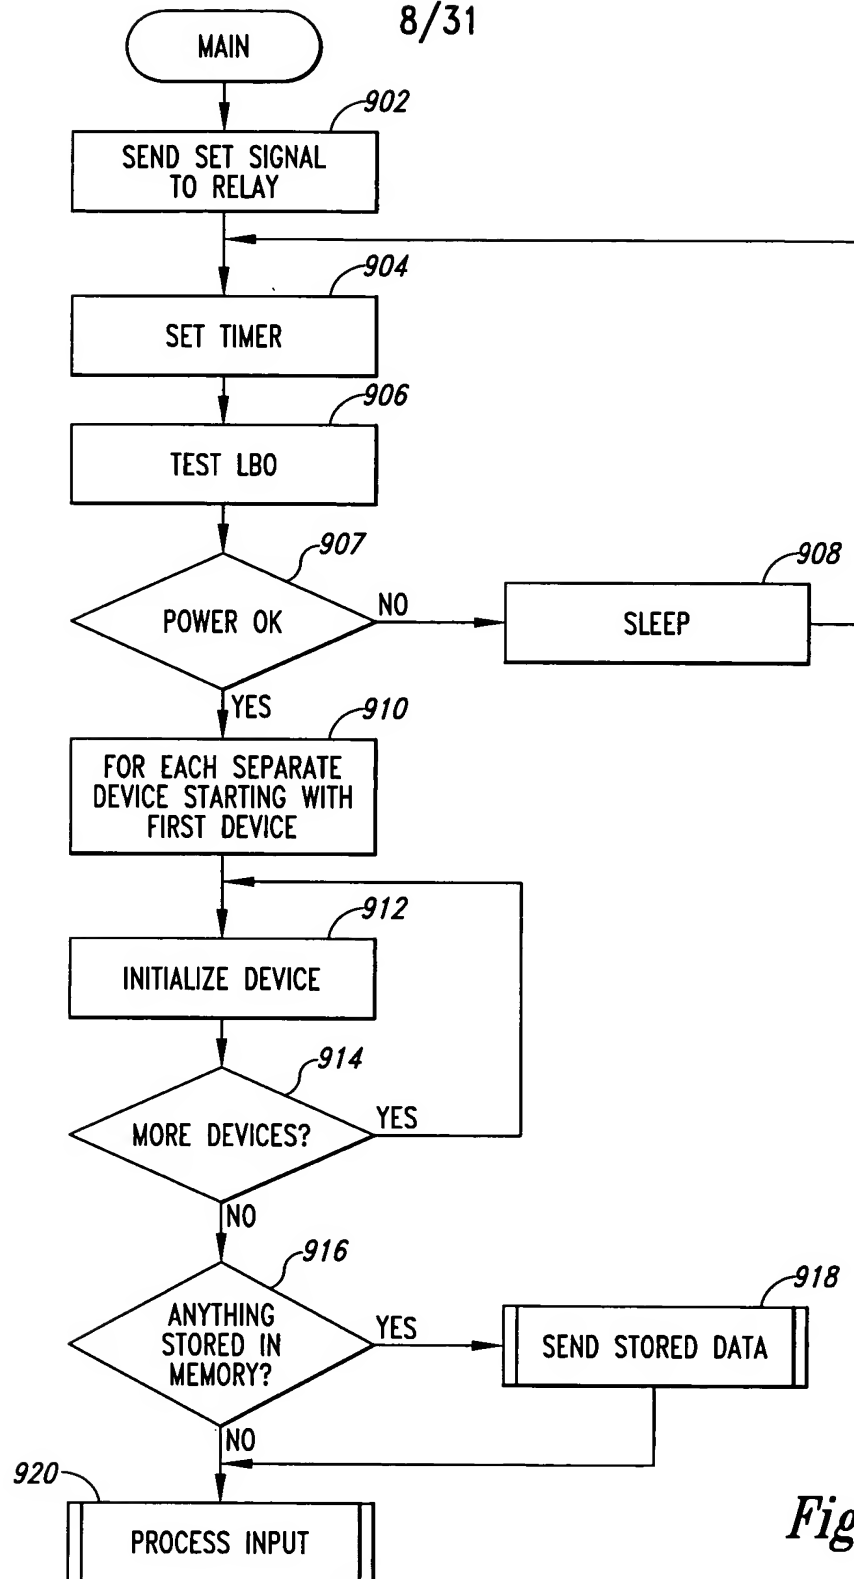 8/31
MAIN
902
SEND SET SIGNAL
TO RELAY
904
SET TIMER
906
TEST LBO
907
POWER OK
NO
908
SLEEP
YES
910
FOR EACH SEPARATE
DEVICE STARTING WITH
FIRST DEVICE
912
INITIALIZE DEVICE
914
MORE DEVICES?
YES
NO
916
ANYTHING
STORED IN
MEMORY?
YES
918
SEND STORED DATA
NO
920
PROCESS INPUT
Fig